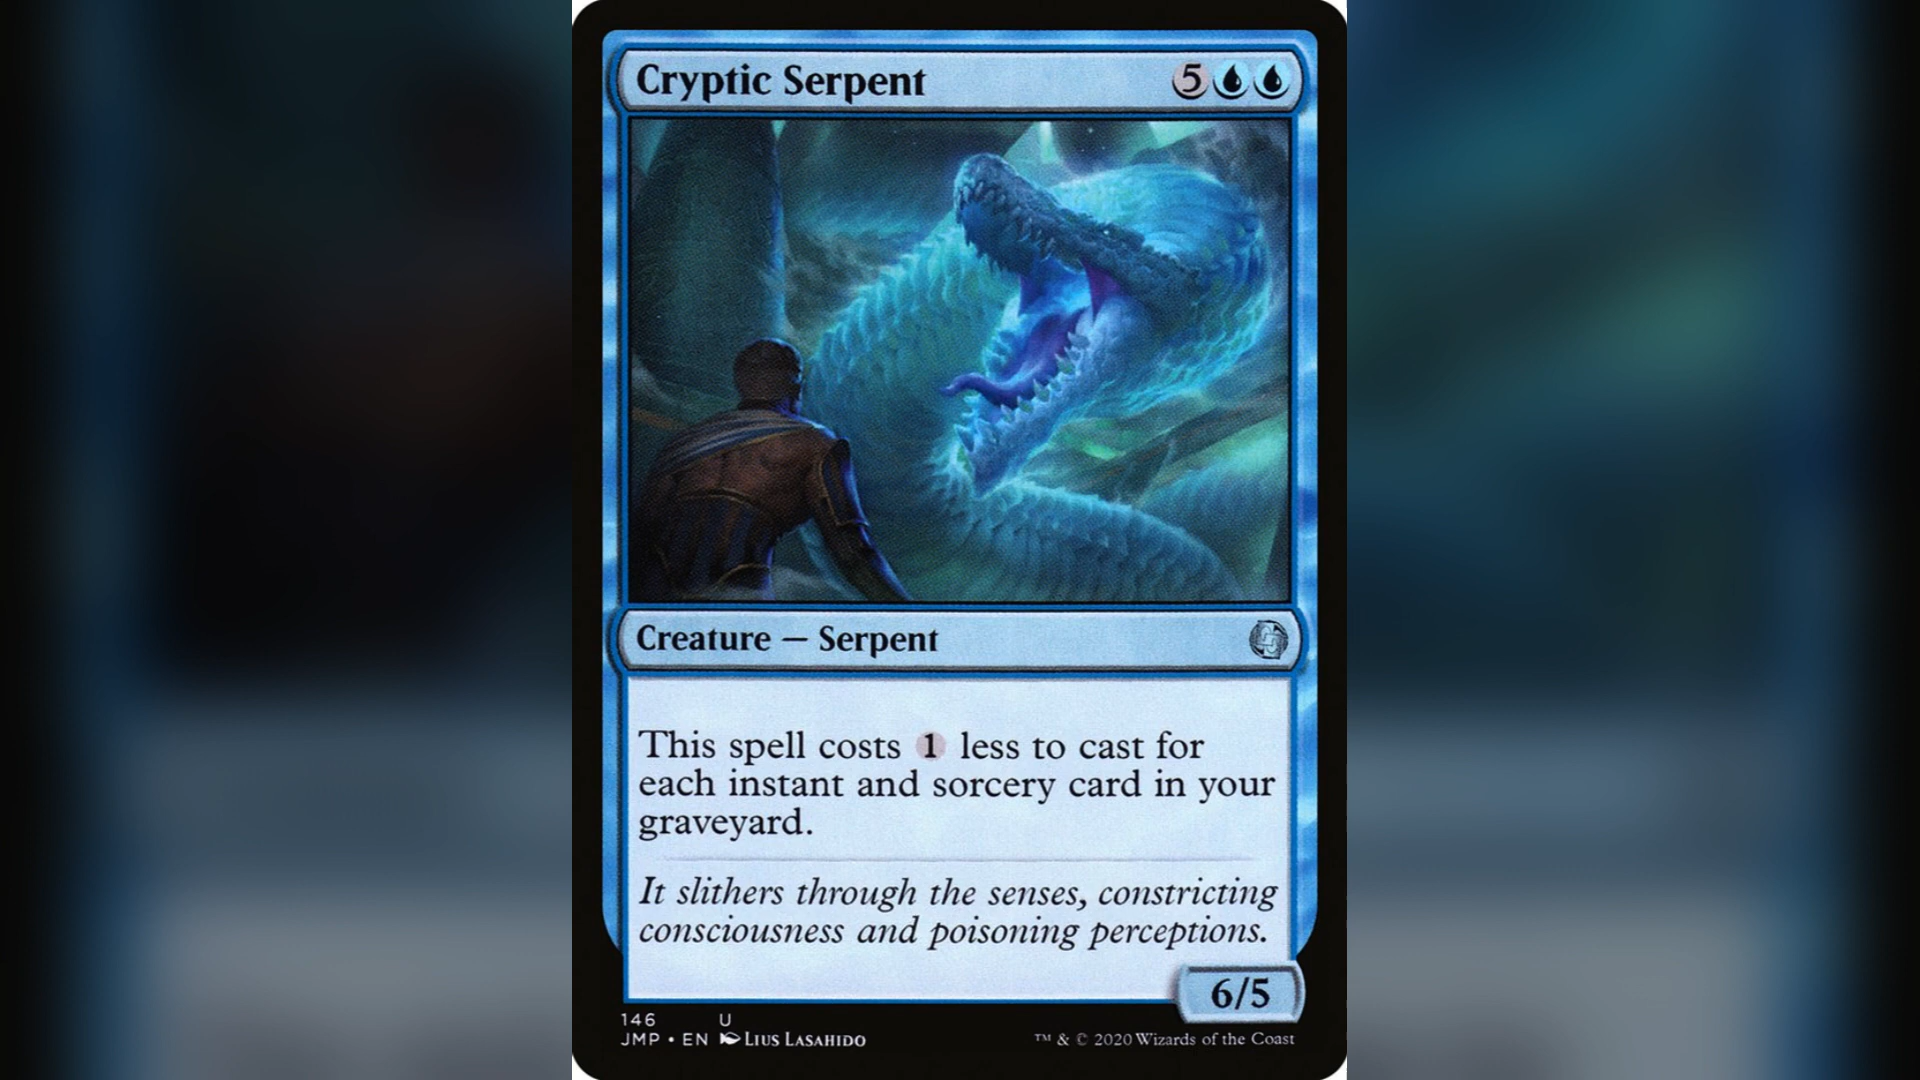 Cryptic Serpent 5
Creature — Serpent
This spell costs 1 less to cast for
each instant and sorcery card in your
graveyard.
It slithers through the senses, constricting
consciousness and poisoning perceptions.
6/5
146 U
JMP • EN Lius Lasahido
™ & © 2020 Wizards of the Coast